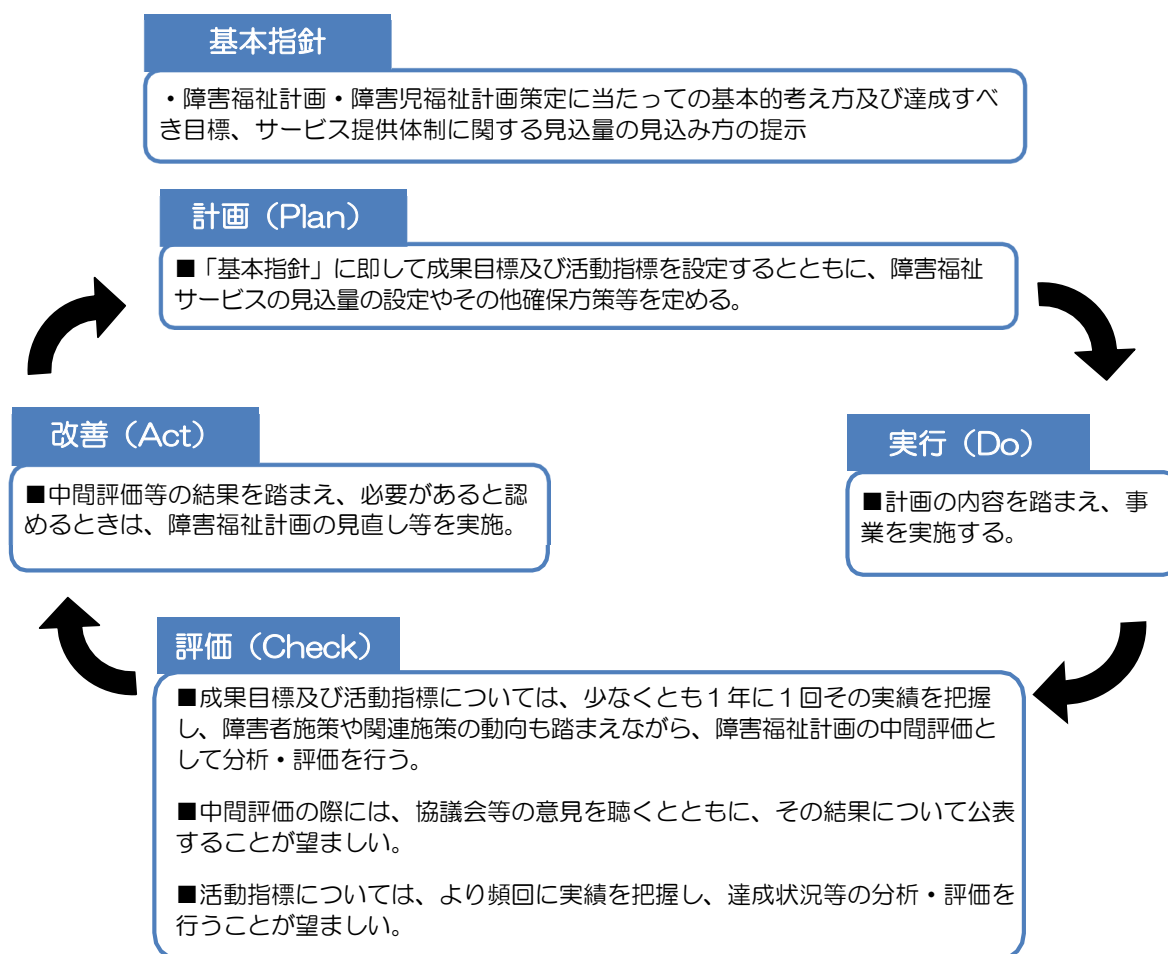 基本指針
・障害福祉計画・障害児福祉計画策定に当たっての基本的考え方及び達成すべ
き目標、サービス提供体制に関する見込量の見込み方の提示
計画（Plan）
■「基本指針」に即して成果目標及び活動指標を設定するとともに、障害福祉
サービスの見込量の設定やその他確保方策等を定める。
改善（Act）
■中間評価等の結果を踏まえ、必要があると認
めるときは、障害福祉計画の見直し等を実施。
実行（Do）
■計画の内容を踏まえ、事
業を実施する。
評価（Check）
■成果目標及び活動指標については、少なくとも１年に１回その実績を把握
し、障害者施策や関連施策の動向も踏まえながら、障害福祉計画の中間評価と
して分析・評価を行う。
■中間評価の際には、協議会等の意見を聴くとともに、その結果について公表
することが望ましい。
■活動指標については、より頻回に実績を把握し、達成状況等の分析・評価を
行うことが望ましい。